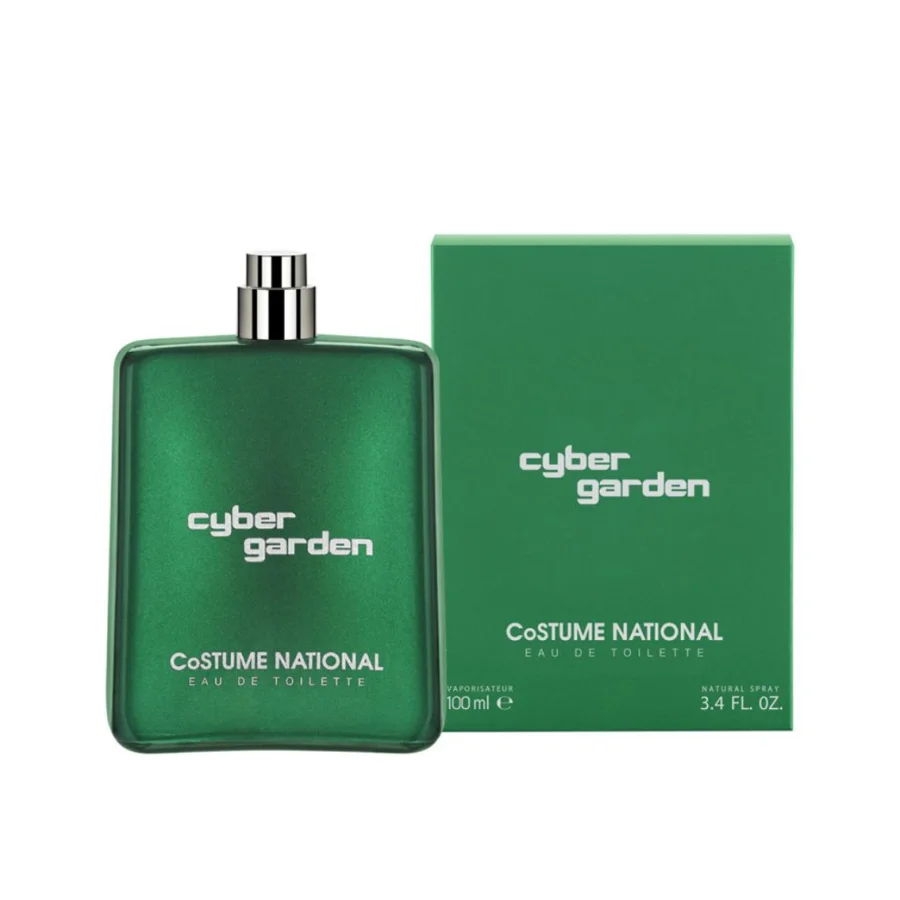 cyber
garden
CoSTUME NATIONAL
EAU DE TOILETTE
cyber
garden
CoSTUME NATIONAL
EAU DE TOILETTE
VAPORISATEUR
100 ml ℮
NATURAL SPRAY
3.4 FL. OZ.